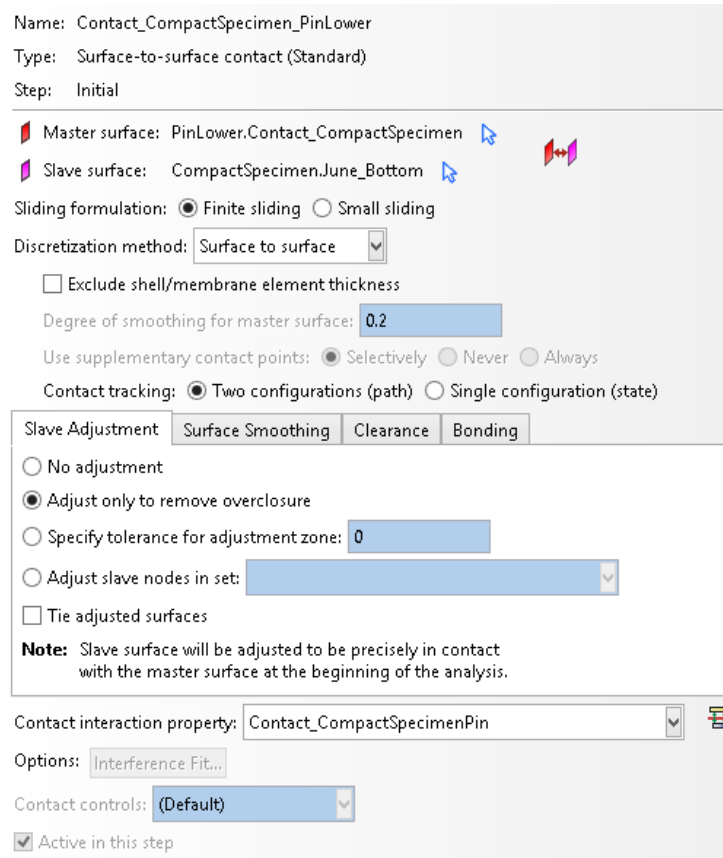 Name: Contact_CompactSpecimen_PinLower
Type: Surface-to-surface contact (Standard)
Step: Initial
Master surface: PinLower.Contact_CompactSpecimen
Slave surface: CompactSpecimen.June_Bottom
Sliding formulation: Finite sliding Small sliding
Discretization method: Surface to surface
Exclude shell/membrane element thickness
Degree of smoothing for master surface: 0.2
Use supplementary contact points: Selectively Never Always
Contact tracking: Two configurations (path) Single configuration (state)
Slave Adjustment Surface Smoothing Clearance Bonding
No adjustment
Adjust only to remove overclosure
Specify tolerance for adjustment zone: 0
Adjust slave nodes in set:
Tie adjusted surfaces
Note: Slave surface will be adjusted to be precisely in contact
with the master surface at the beginning of the analysis.
Contact interaction property: Contact_CompactSpecimenPin
Options: Interference Fit...
Contact controls: (Default)
Active in this step